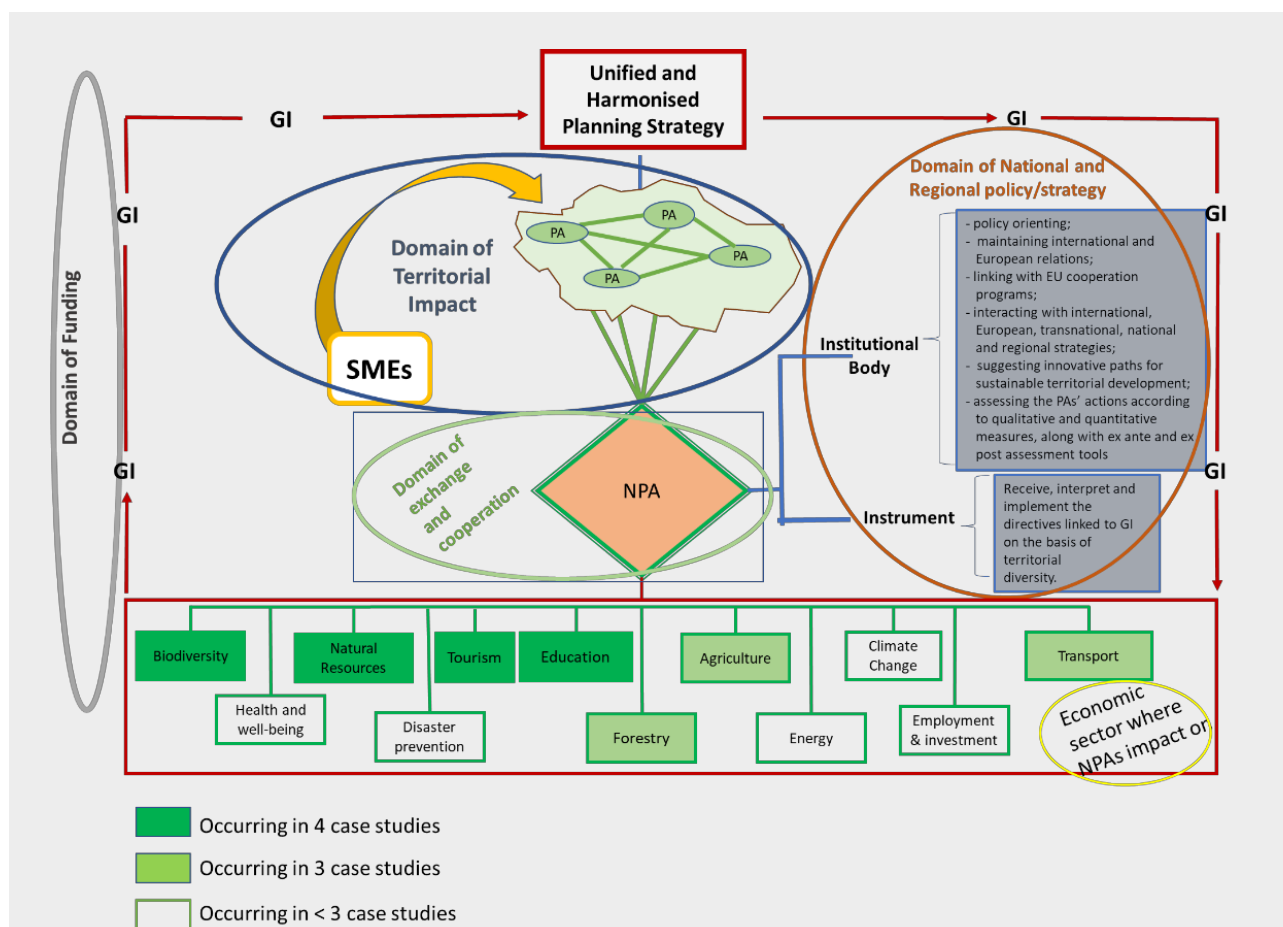 Unified and
Harmonised
Planning Strategy
GI
GI
Domain of National and
Regional policy/strategy
GI
GI
Domain of Funding
PA
PA
PA
PA
Domain of
Territorial
Impact
SMEs
- policy orienting;
- maintaining international and
European relations;
- linking with EU cooperation
programs;
- interacting with international,
European, transnational, national
and regional strategies;
- suggesting innovative paths for
sustainable territorial development;
- assessing the PAs' actions according
to qualitative and quantitative
measures, along with ex ante and ex
post assessment tools
Institutional
Body
GI
GI
Domain of
exchange
and
cooperation
NPA
Instrument
Receive, interpret and
implement the
directives linked to GI
on the basis of
territorial
diversity.
Biodiversity
Natural
Resources
Tourism
Education
Agriculture
Climate
Change
Transport
Health and
well-being
Disaster
prevention
Forestry
Energy
Employment
& investment
Economic
sector where
NPAs impact on
Occurring in 4 case studies
Occurring in 3 case studies
Occurring in < 3 case studies